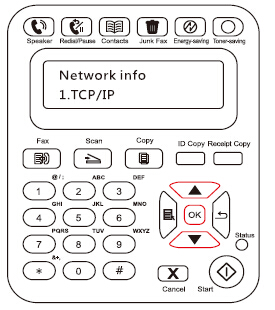 Speaker Redial/Pause Contacts Junk Fax Energy-saving Toner-saving
Network info
1.TCP/IP
Fax Scan Copy ID Copy Receipt Copy
@/: ABC DEF
1 2 3
GHI JKL MNO
4 5 6 OK
PQRS TUV WXYZ
7 8 9 Status
&+,
* 0 # X
Cancel Start